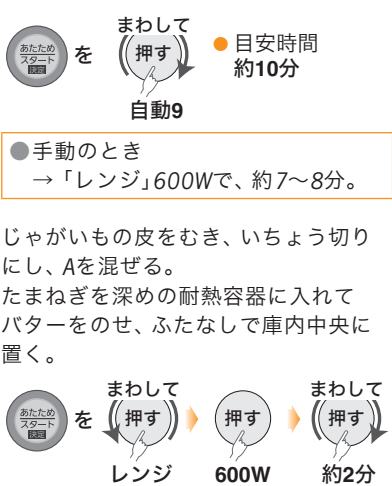 まわして
あたため
スタート
決定
を
押す
●目安時間
約10分
自動9
●手動のとき
→「レンジ」600Wで、約7〜8分。
じゃがいもの皮をむき、いちょう切り
にし、Aを混ぜる。
たまねぎを深めの耐熱容器に入れて
バターをのせ、ふたなしで庫内中央に
置く。
まわして
まわして
あたため
スタート
決定
を
押す
押す
押す
レンジ
600W
約2分